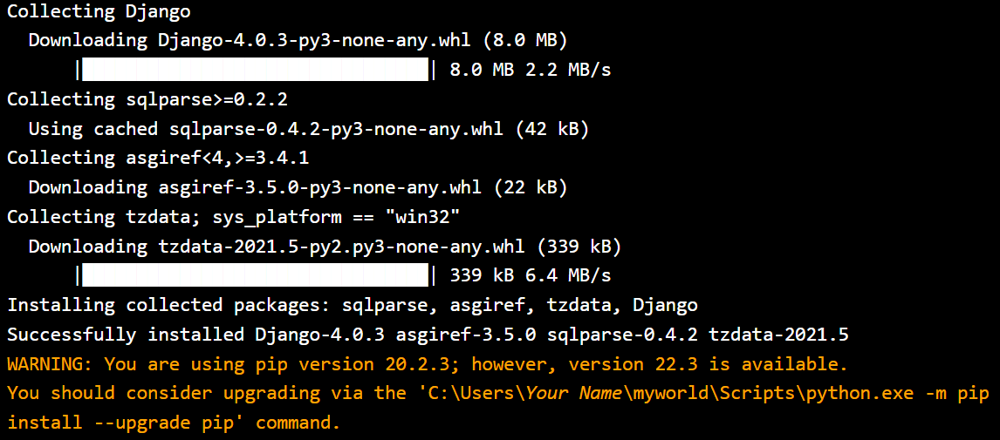 Collecting Django
Downloading Django-4.0.3-py3-none-any.whl (8.0 MB)
|████████████████████████████████| 8.0 MB 2.2 MB/s
Collecting sqlparse>=0.2.2
Using cached sqlparse-0.4.2-py3-none-any.whl (42 kB)
Collecting asgiref<4,>=3.4.1
Downloading asgiref-3.5.0-py3-none-any.whl (22 kB)
Collecting tzdata; sys_platform == "win32"
Downloading tzdata-2021.5-py2.py3-none-any.whl (339 kB)
|████████████████████████████████| 339 kB 6.4 MB/s
Installing collected packages: sqlparse, asgiref, tzdata, Django
Successfully installed Django-4.0.3 asgiref-3.5.0 sqlparse-0.4.2 tzdata-2021.5
WARNING: You are using pip version 20.2.3; however, version 22.3 is available.
You should consider upgrading via the 'C:\Users\Your Name\myworld\Scripts\python.exe -m pip
install --upgrade pip' command.